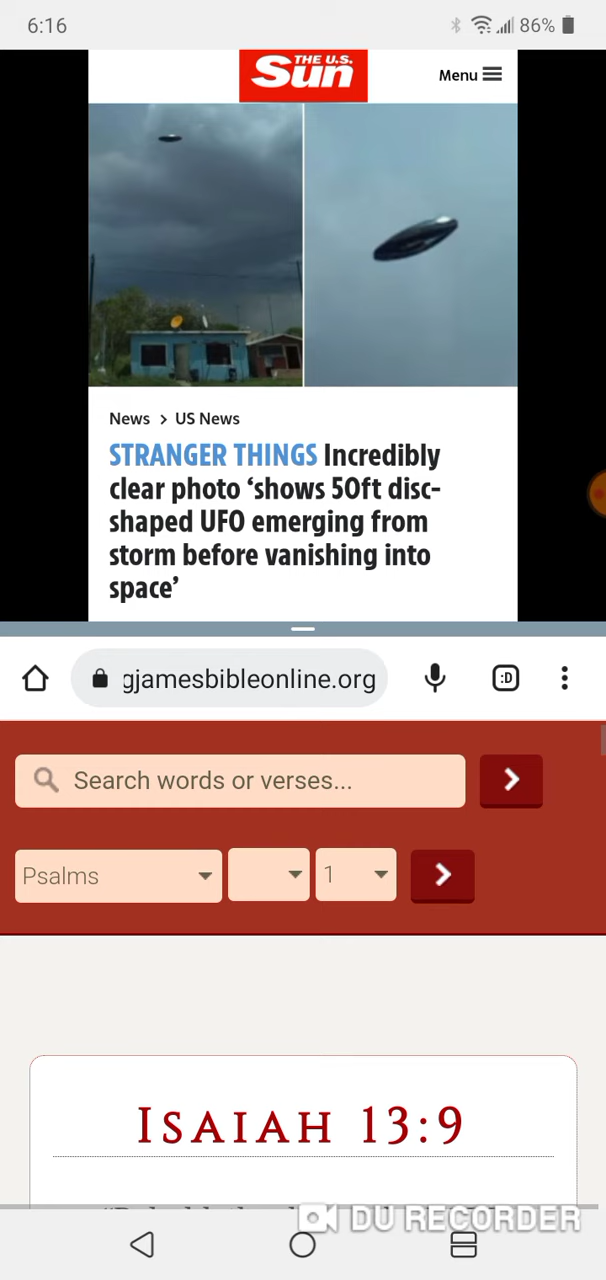 6:16
86%
THE U.S.
Sun
Menu
News > US News
STRANGER THINGS Incredibly
clear photo ‘shows 50ft disc-
shaped UFO emerging from
storm before vanishing into
space’
gjamesbibleonline.org
:D
Search words or verses...
Psalms
1
ISAIAH 13:9
DU RECORDER